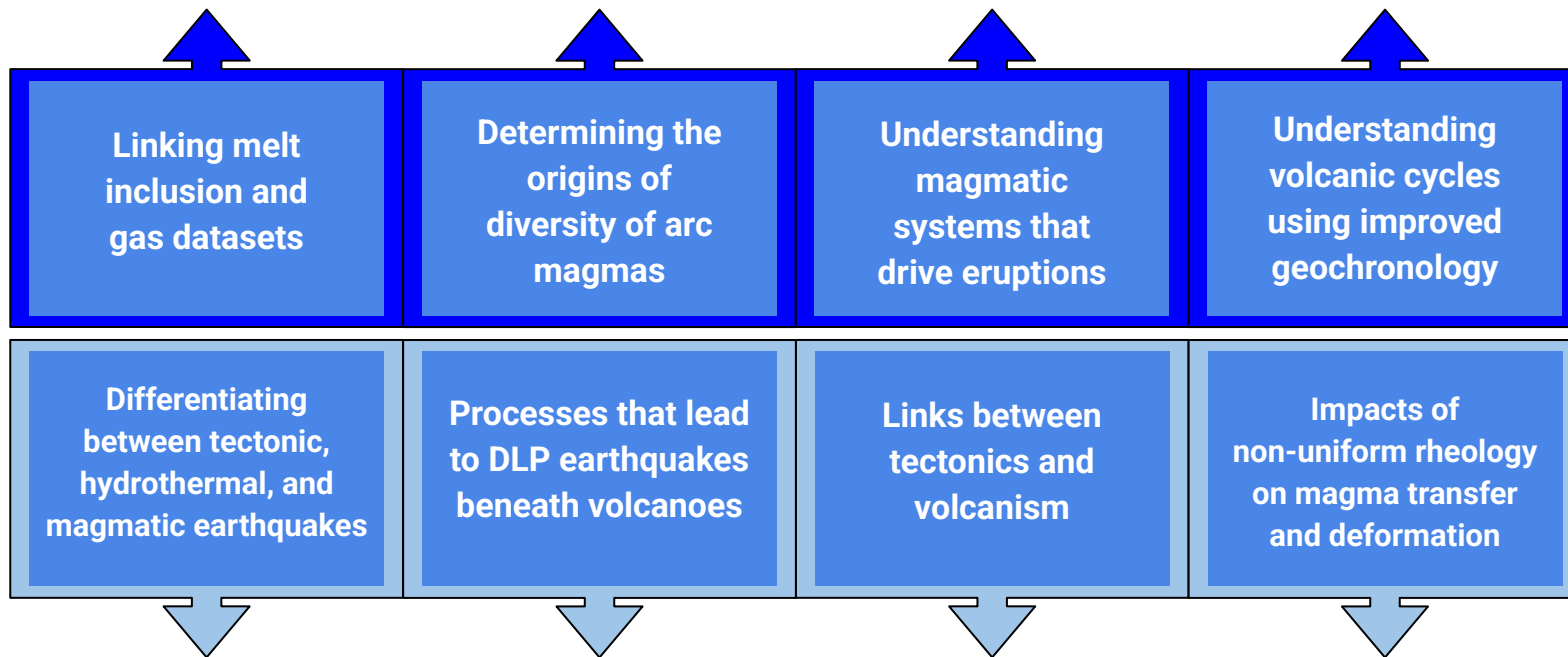 Linking melt
inclusion and
gas datasets
Determining the
origins of
diversity of arc
magmas
Understanding
magmatic
systems that
drive eruptions
Understanding
volcanic cycles
using improved
geochronology
Differentiating
between tectonic,
hydrothermal, and
magmatic earthquakes
Processes that lead
to DLP earthquakes
beneath volcanoes
Links between
tectonics and
volcanism
Impacts of
non-uniform rheology
on magma transfer
and deformation